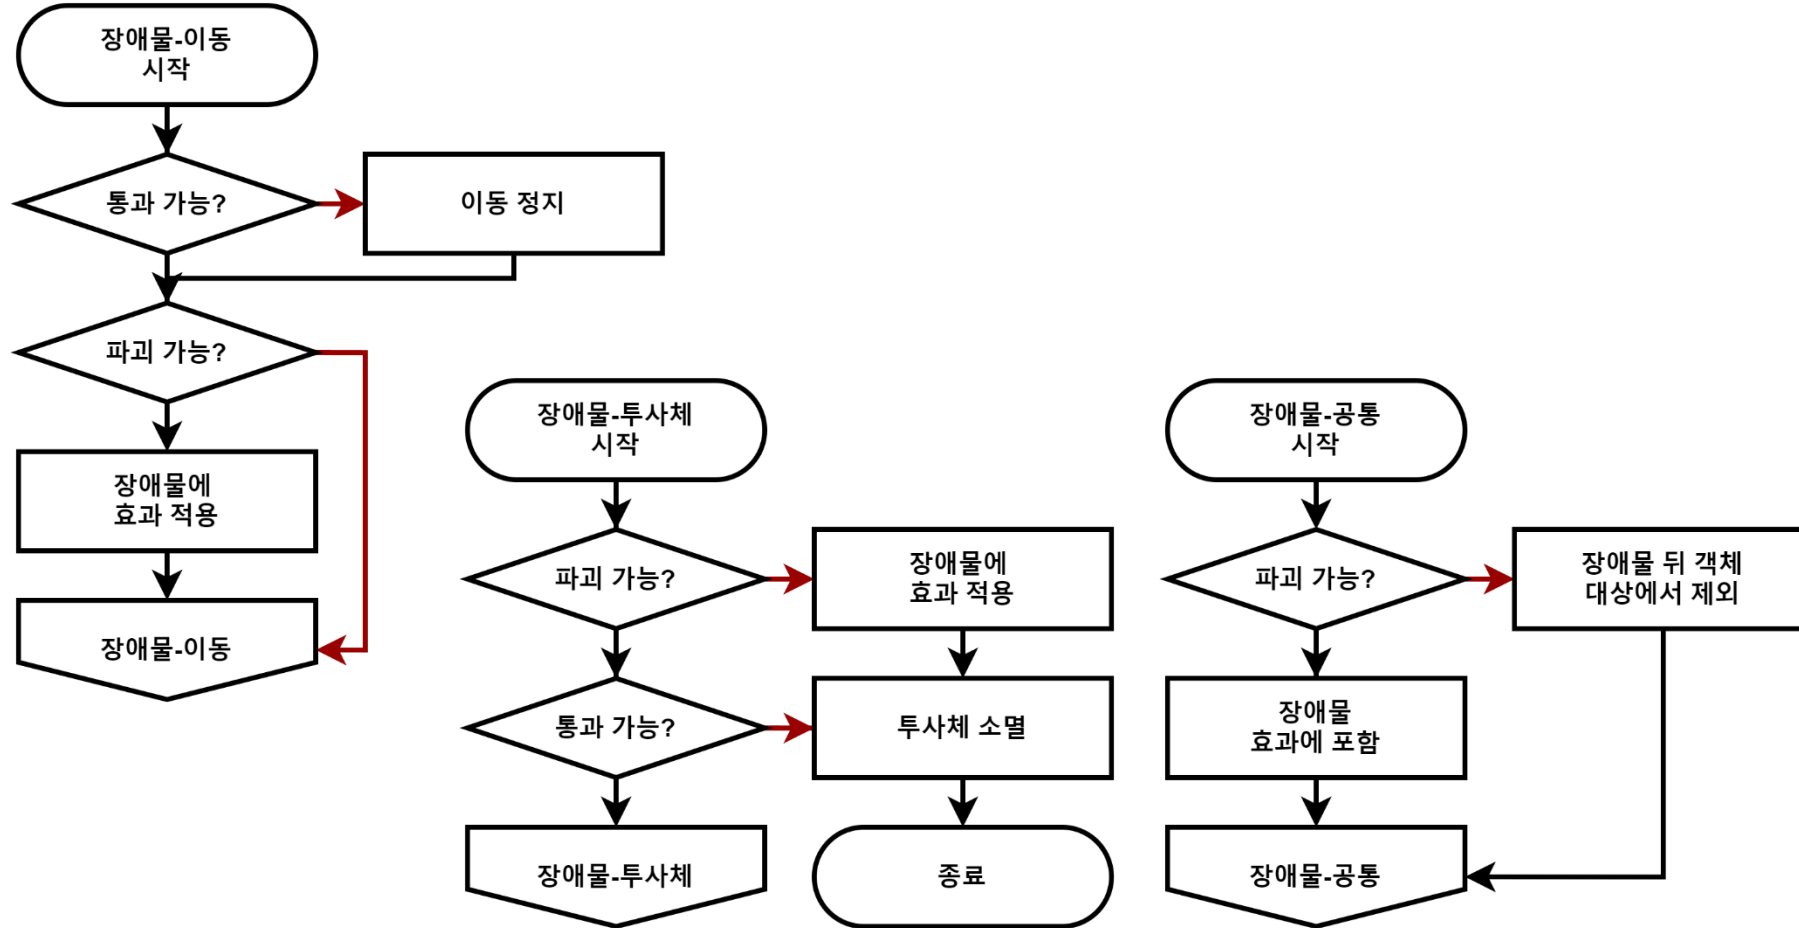 장애물-이동
시작
통과 가능?
이동 정지
파괴 가능?
장애물에
효과 적용
장애물-이동
장애물-투사체
시작
파괴 가능?
장애물에
효과 적용
통과 가능?
투사체 소멸
장애물-투사체
종료
장애물-공통
시작
파괴 가능?
장애물 뒤 객체
대상에서 제외
장애물
효과에 포함
장애물-공통